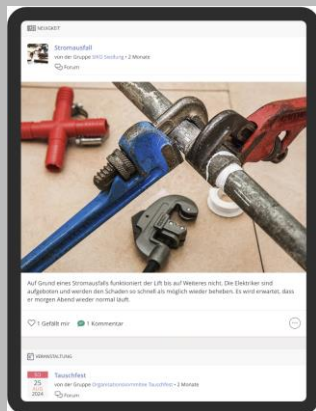 NEUIGKEIT
Stromausfall
von der Gruppe BWG Siedlung • 2 Monate
Forum
Auf Grund eines Stromausfalls funktioniert der Lift bis auf Weiteres nicht. Die Elektriker sind
aufgeboten und werden den Schaden so schnell als möglich wieder beheben. Es wird erwartet, dass
er morgen Abend wieder normal läuft.
1 Gefällt mir 1 Kommentar
VERANSTALTUNG
SO
25
AUG
2024
Tauschfest
von der Gruppe Organisationskomitee Tauschfest • 2 Monate
Forum